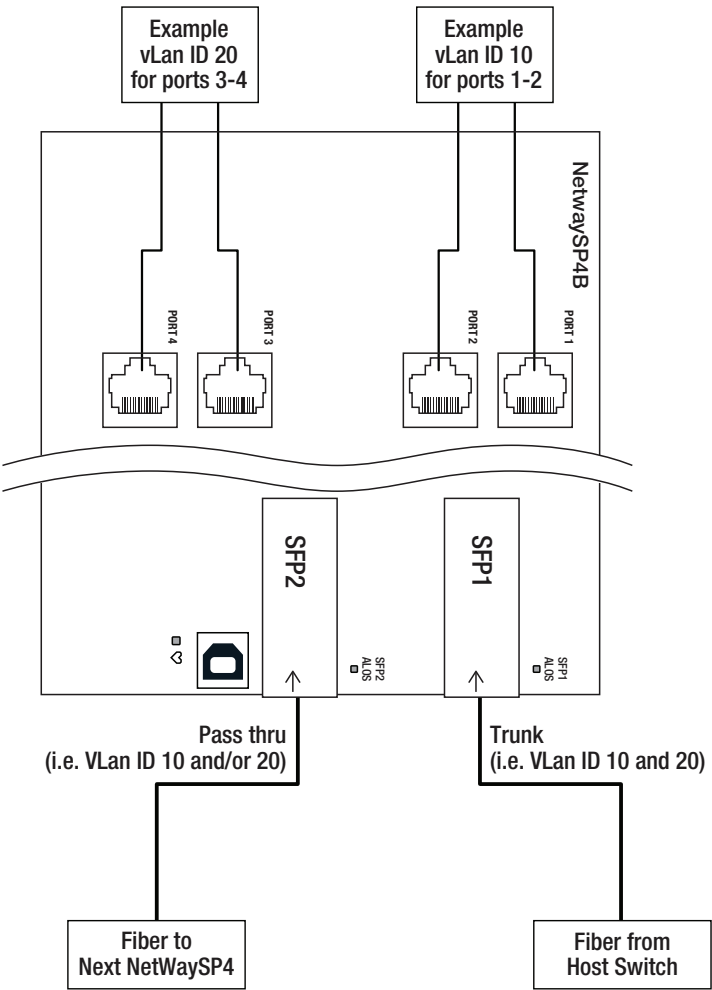 Example
vLan ID 20
for ports 3-4
Example
vLan ID 10
for ports 1-2
NetwaySP4B
PORT 4
PORT 3
PORT 2
PORT 1
SFP2
SFP1
SFP2
ALOS
SFP1
ALOS
Pass thru
(i.e. VLan ID 10 and/or 20)
Trunk
(i.e. VLan ID 10 and 20)
Fiber to
Next NetWaySP4
Fiber from
Host Switch